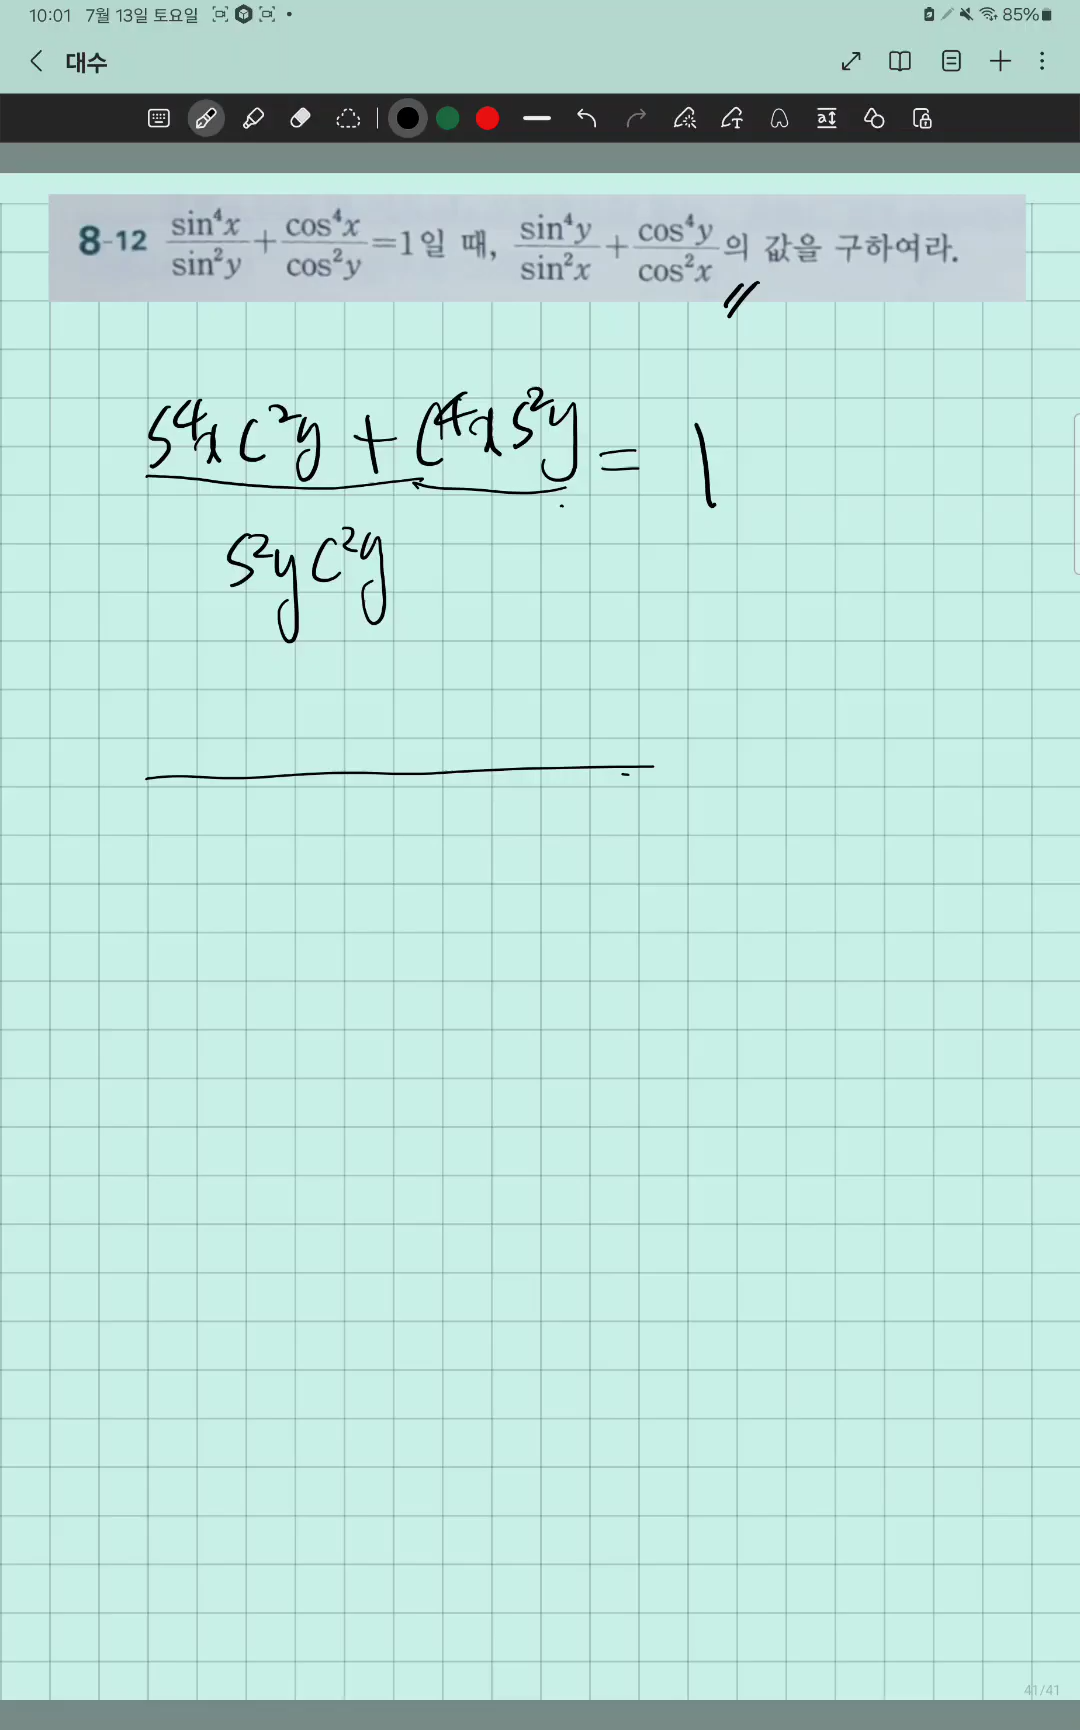 10:01 7월 13일 토요일 85%
대수
8-12 sin⁴x/sin²y + cos⁴x/cos²y =1일 때, sin⁴y/sin²x + cos⁴y/cos²x 의 값을 구하여라.
s⁴x c²y + c⁴x s²y = 1
s²y c²y
41/41